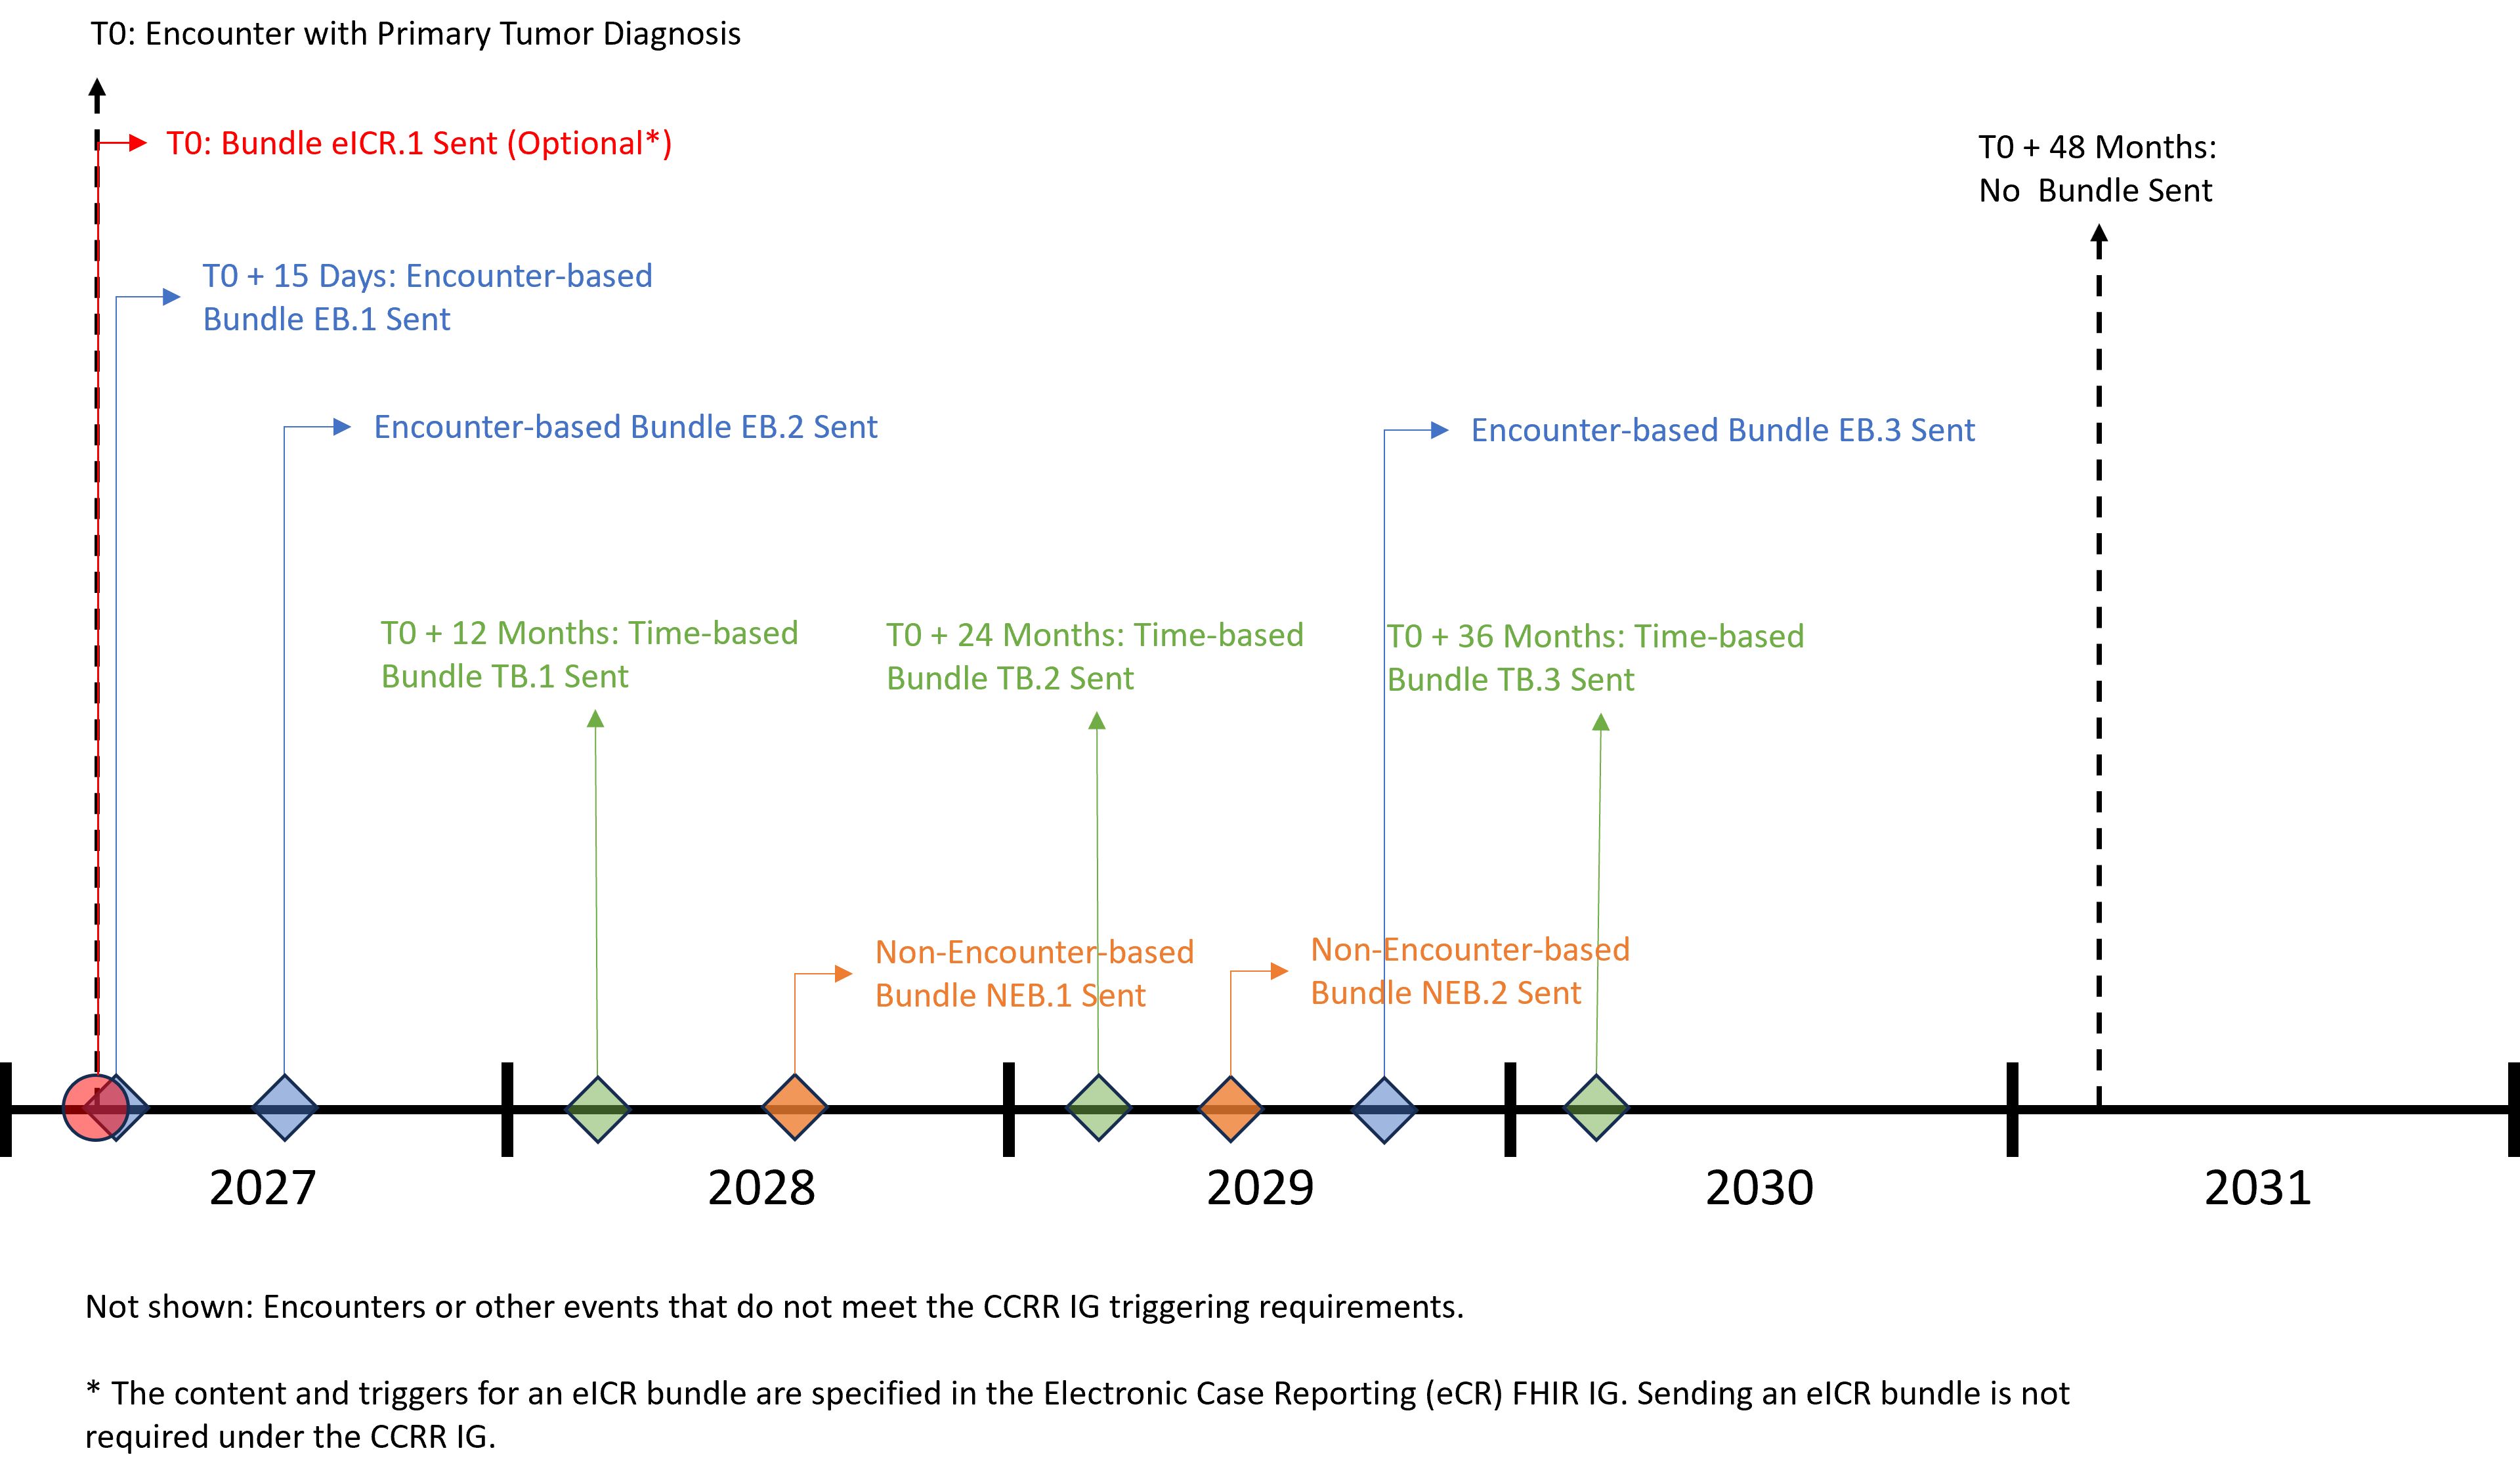 T0: Encounter with Primary Tumor Diagnosis
T0: Bundle eICR.1 Sent (Optional*)
T0 + 48 Months:
No Bundle Sent
T0 + 15 Days: Encounter-based
Bundle EB.1 Sent
Encounter-based Bundle EB.2 Sent
Encounter-based Bundle EB.3 Sent
T0 + 12 Months: Time-based
Bundle TB.1 Sent
T0 + 24 Months: Time-based
Bundle TB.2 Sent
T0 + 36 Months: Time-based
Bundle TB.3 Sent
Non-Encounter-based
Bundle NEB.1 Sent
Non-Encounter-based
Bundle NEB.2 Sent
2027
2028
2029
2030
2031
Not shown: Encounters or other events that do not meet the CCRR IG triggering requirements.
* The content and triggers for an eICR bundle are specified in the Electronic Case Reporting (eCR) FHIR IG. Sending an eICR bundle is not
required under the CCRR IG.